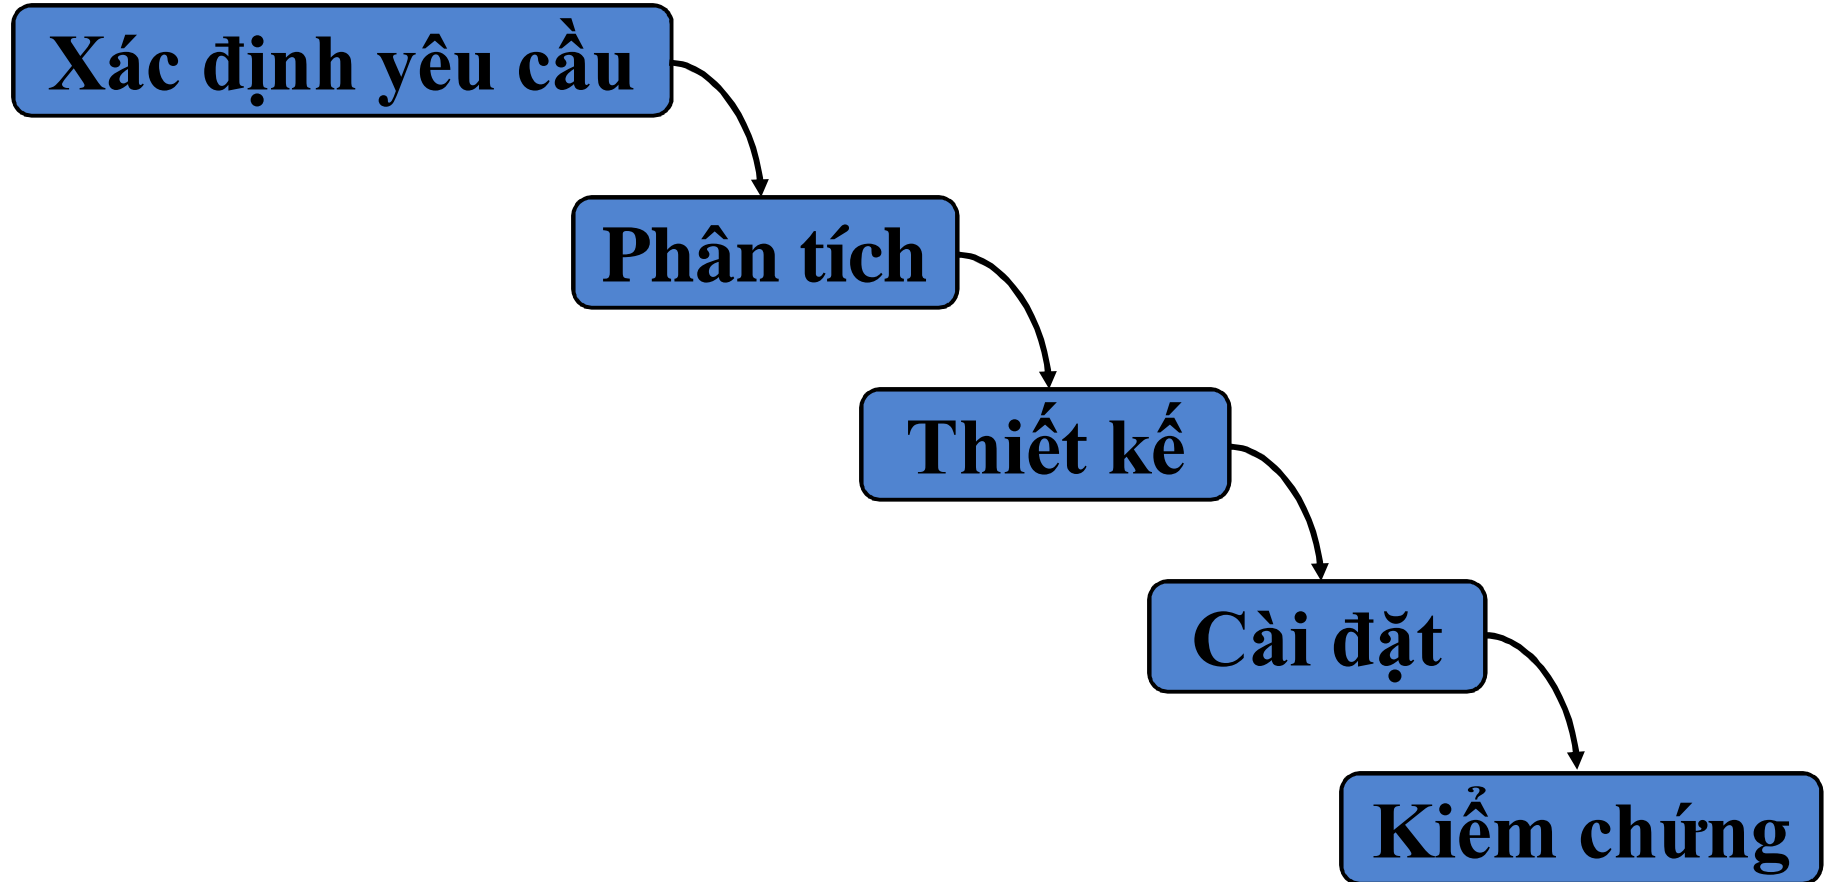 Xác định yêu cầu
Phân tích
Thiết kế
Cài đặt
Kiểm chứng